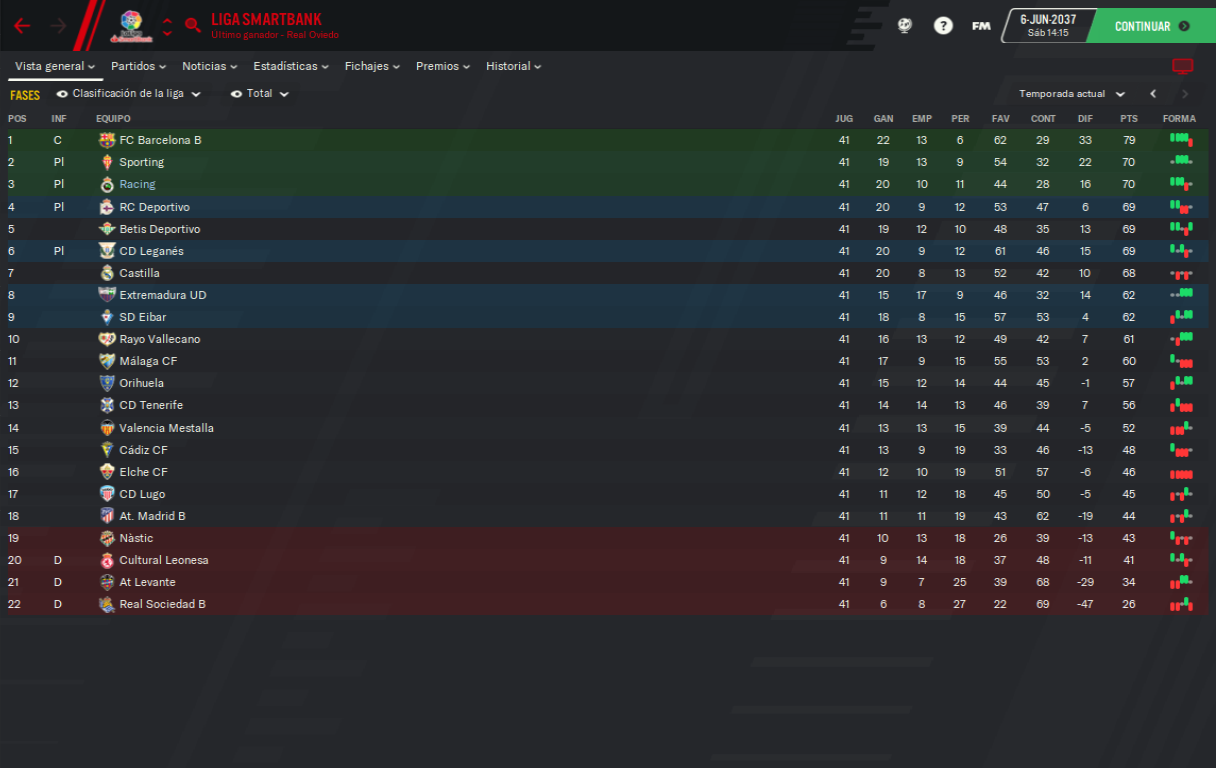 LIGA SMARTBANK
Último ganador - Real Oviedo
?
FM
6-JUN-2037
Sáb 14:15
CONTINUAR
Vista general Partidos Noticias Estadísticas Fichajes Premios Historial
FASES Clasificación de la liga Total Temporada actual
POS INF EQUIPO JUG GAN EMP PER FAV CONT DIF PTS FORMA
1 C FC Barcelona B 41 22 13 6 62 29 33 79
2 Pl Sporting 41 19 13 9 54 32 22 70
3 Pl Racing 41 20 10 11 44 28 16 70
4 Pl RC Deportivo 41 20 9 12 53 47 6 69
5 Betis Deportivo 41 19 12 10 48 35 13 69
6 Pl CD Leganés 41 20 9 12 61 46 15 69
7 Castilla 41 20 8 13 52 42 10 68
8 Extremadura UD 41 15 17 9 46 32 14 62
9 SD Eibar 41 18 8 15 57 53 4 62
10 Rayo Vallecano 41 16 13 12 49 42 7 61
11 Málaga CF 41 17 9 15 55 53 2 60
12 Orihuela 41 15 12 14 44 45 -1 57
13 CD Tenerife 41 14 14 13 46 39 7 56
14 Valencia Mestalla 41 13 13 15 39 44 -5 52
15 Cádiz CF 41 13 9 19 33 46 -13 48
16 Elche CF 41 12 10 19 51 57 -6 46
17 CD Lugo 41 11 12 18 45 50 -5 45
18 At. Madrid B 41 11 11 19 43 62 -19 44
19 Nàstic 41 10 13 18 26 39 -13 43
20 D Cultural Leonesa 41 9 14 18 37 48 -11 41
21 D At Levante 41 9 7 25 39 68 -29 34
22 D Real Sociedad B 41 6 8 27 22 69 -47 26